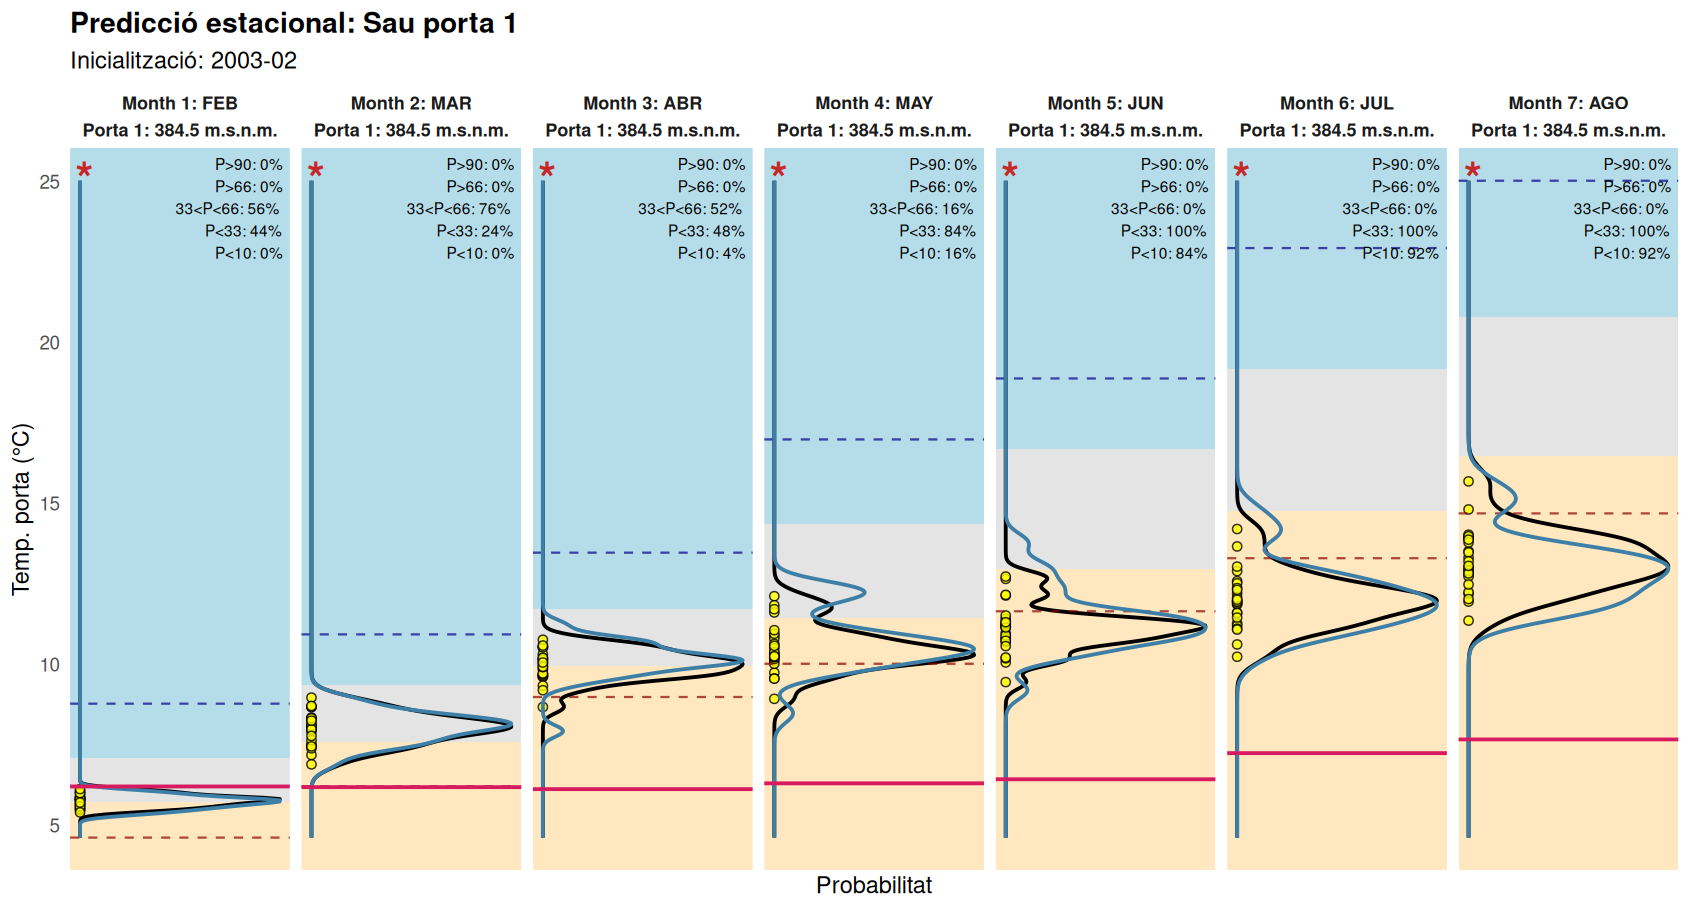 Predicció estacional: Sau porta 1
Inicialització: 2003-02
Month 1: FEB
Porta 1: 384.5 m.s.n.m.
Month 2: MAR
Porta 1: 384.5 m.s.n.m.
Month 3: ABR
Porta 1: 384.5 m.s.n.m.
Month 4: MAY
Porta 1: 384.5 m.s.n.m.
Month 5: JUN
Porta 1: 384.5 m.s.n.m.
Month 6: JUL
Porta 1: 384.5 m.s.n.m.
Month 7: AGO
Porta 1: 384.5 m.s.n.m.
*
P>90: 0%
P>66: 0%
33<P<66: 56%
P<33: 44%
P<10: 0%
*
P>90: 0%
P>66: 0%
33<P<66: 76%
P<33: 24%
P<10: 0%
*
P>90: 0%
P>66: 0%
33<P<66: 52%
P<33: 48%
P<10: 4%
*
P>90: 0%
P>66: 0%
33<P<66: 16%
P<33: 84%
P<10: 16%
*
P>90: 0%
P>66: 0%
33<P<66: 0%
P<33: 100%
P<10: 84%
*
P>90: 0%
P>66: 0%
33<P<66: 0%
P<33: 100%
P<10: 92%
*
P>90: 0%
P>66: 0%
33<P<66: 0%
P<33: 100%
P<10: 92%
25
20
15
10
5
Temp. porta (°C)
Probabilitat